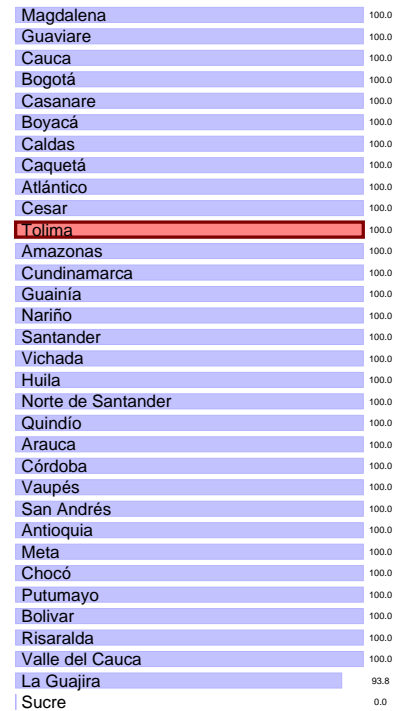 Magdalena 100.0
Guaviare 100.0
Cauca 100.0
Bogotá 100.0
Casanare 100.0
Boyacá 100.0
Caldas 100.0
Caquetá 100.0
Atlántico 100.0
Cesar 100.0
Tolima 100.0
Amazonas 100.0
Cundinamarca 100.0
Guainía 100.0
Nariño 100.0
Santander 100.0
Vichada 100.0
Huila 100.0
Norte de Santander 100.0
Quindío 100.0
Arauca 100.0
Córdoba 100.0
Vaupés 100.0
San Andrés 100.0
Antioquia 100.0
Meta 100.0
Chocó 100.0
Putumayo 100.0
Bolivar 100.0
Risaralda 100.0
Valle del Cauca 100.0
La Guajira 93.8
Sucre 0.0